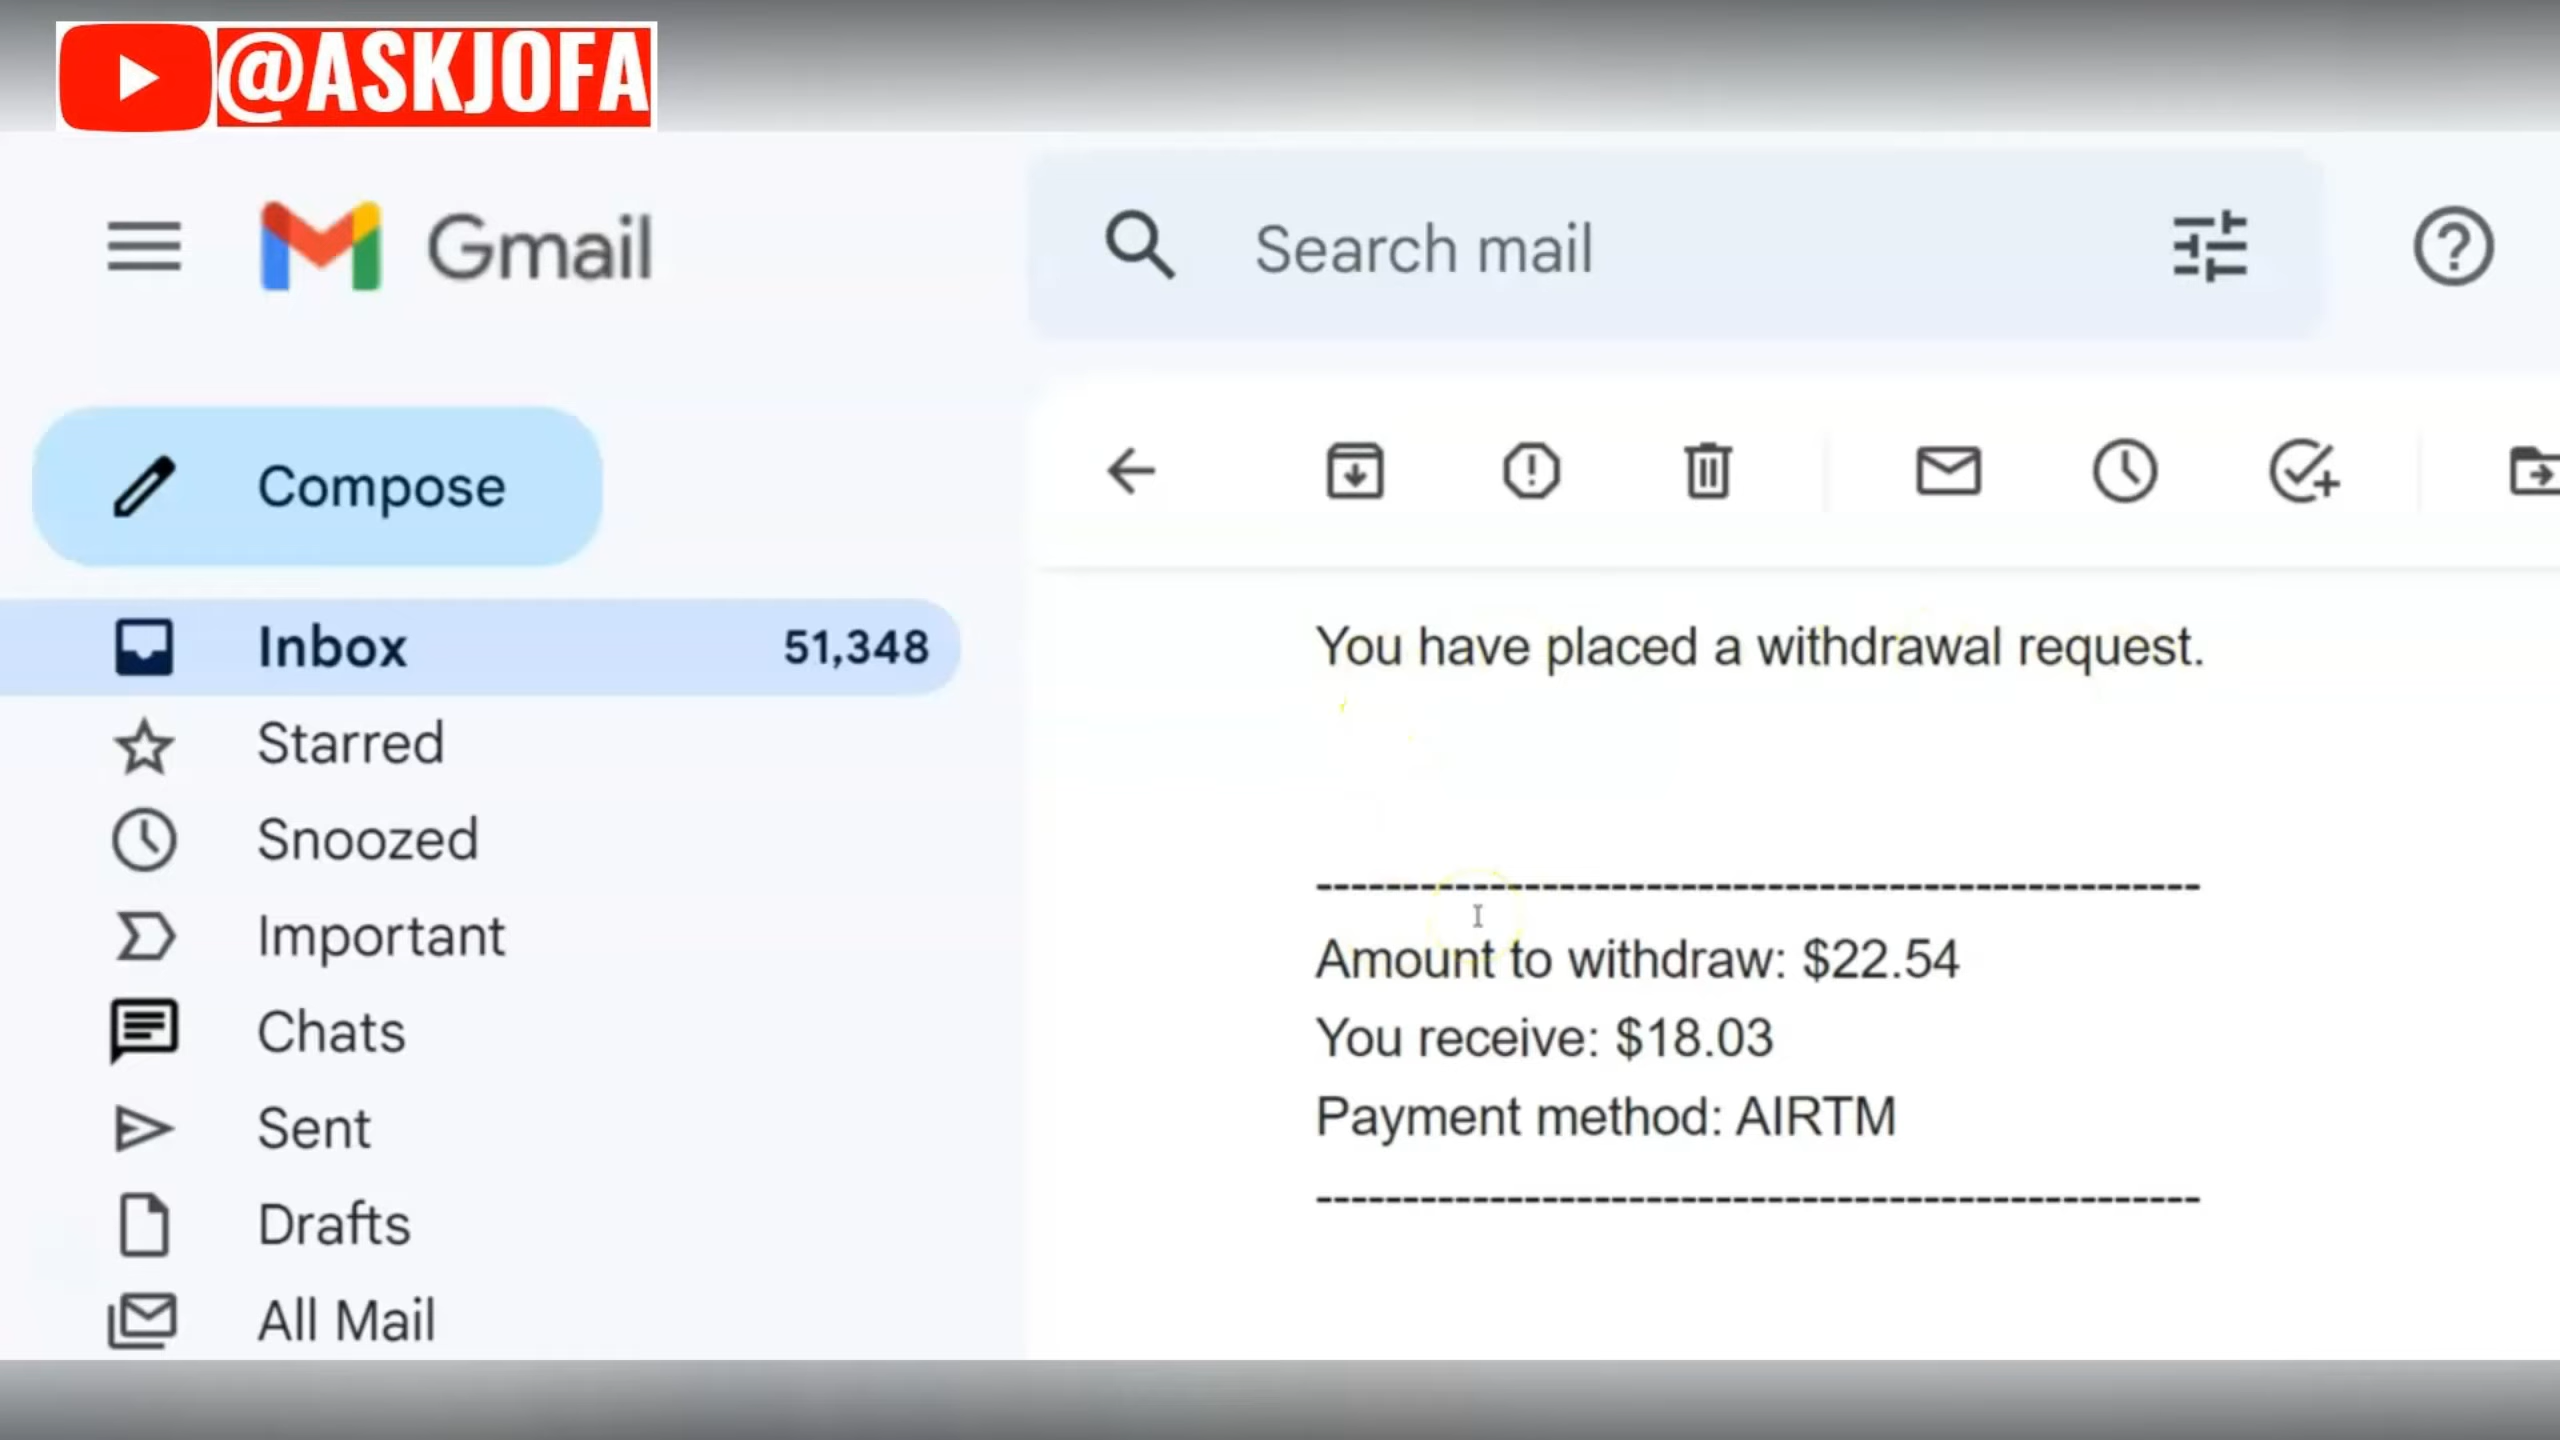 @ASKJOFA
Gmail
Search mail
Compose
Inbox 51,348
Starred
Snoozed
Important
Chats
Sent
Drafts
All Mail
You have placed a withdrawal request.
---------------------------------------------------
Amount to withdraw: $22.54
You receive: $18.03
Payment method: AIRTM
---------------------------------------------------